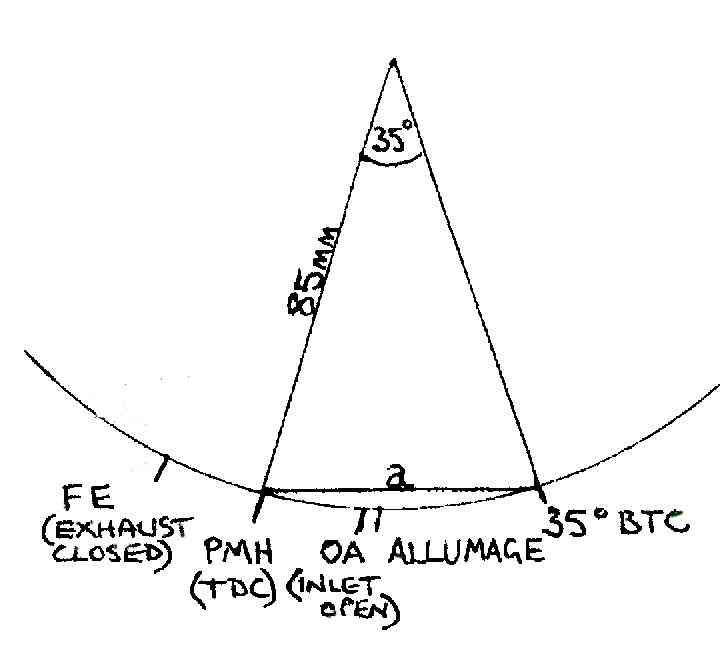 35°
85mm
a
FE
(EXHAUST
CLOSED)
PMH
(TDC)
OA
(INLET
OPEN)
ALLUMAGE
35° BTC